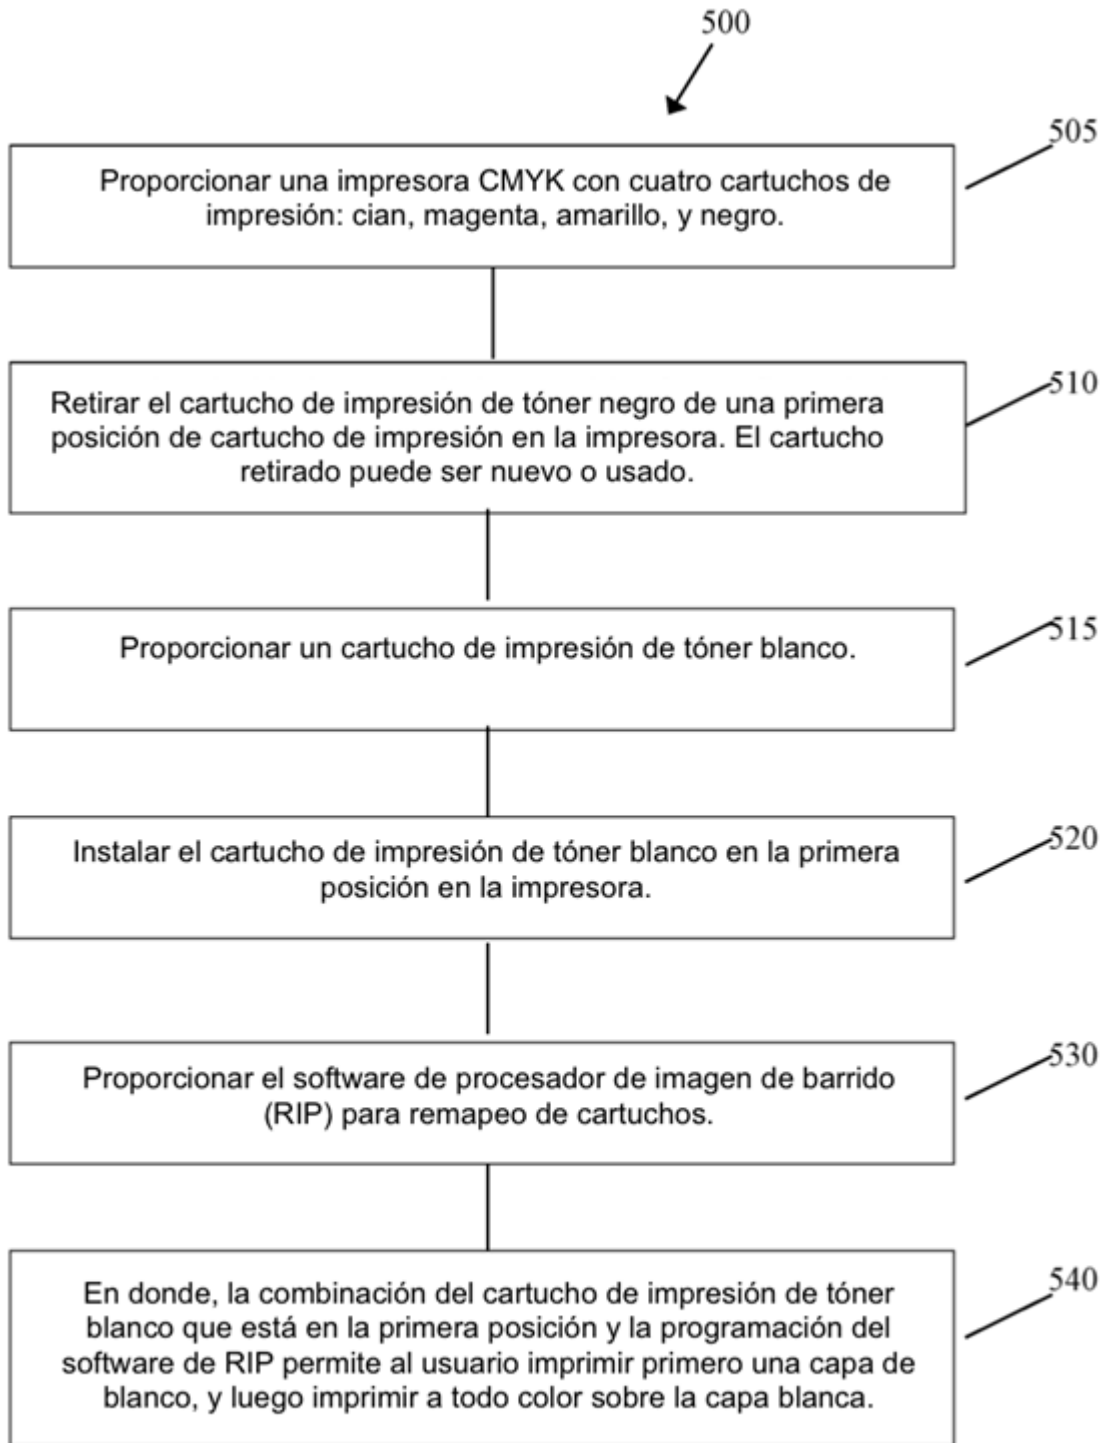 500
505
Proporcionar una impresora CMYK con cuatro cartuchos de
impresión: cian, magenta, amarillo, y negro.
510
Retirar el cartucho de impresión de tóner negro de una primera
posición de cartucho de impresión en la impresora. El cartucho
retirado puede ser nuevo o usado.
515
Proporcionar un cartucho de impresión de tóner blanco.
520
Instalar el cartucho de impresión de tóner blanco en la primera
posición en la impresora.
530
Proporcionar el software de procesador de imagen de barrido
(RIP) para remapeo de cartuchos.
540
En donde, la combinación del cartucho de impresión de tóner
blanco que está en la primera posición y la programación del
software de RIP permite al usuario imprimir primero una capa de
blanco, y luego imprimir a todo color sobre la capa blanca.